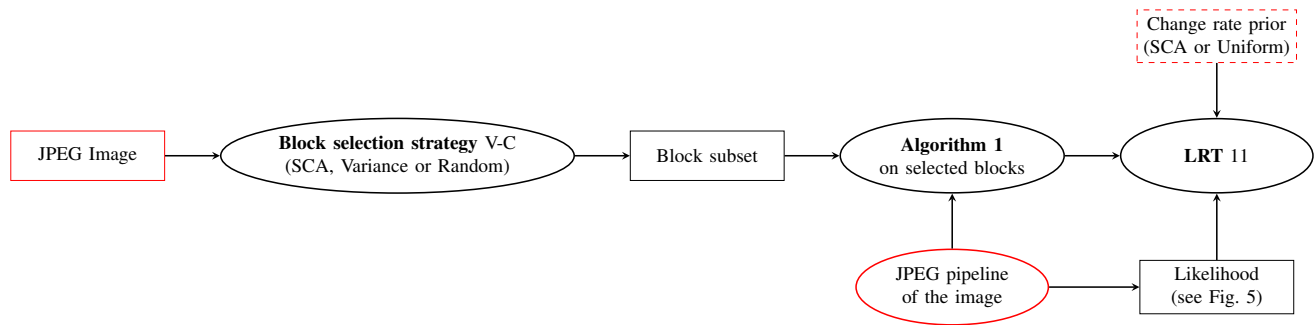 Change rate prior
(SCA or Uniform)
JPEG Image
Block selection strategy V-C
(SCA, Variance or Random)
Block subset
Algorithm 1
on selected blocks
LRT 11
JPEG pipeline
of the image
Likelihood
(see Fig. 5)